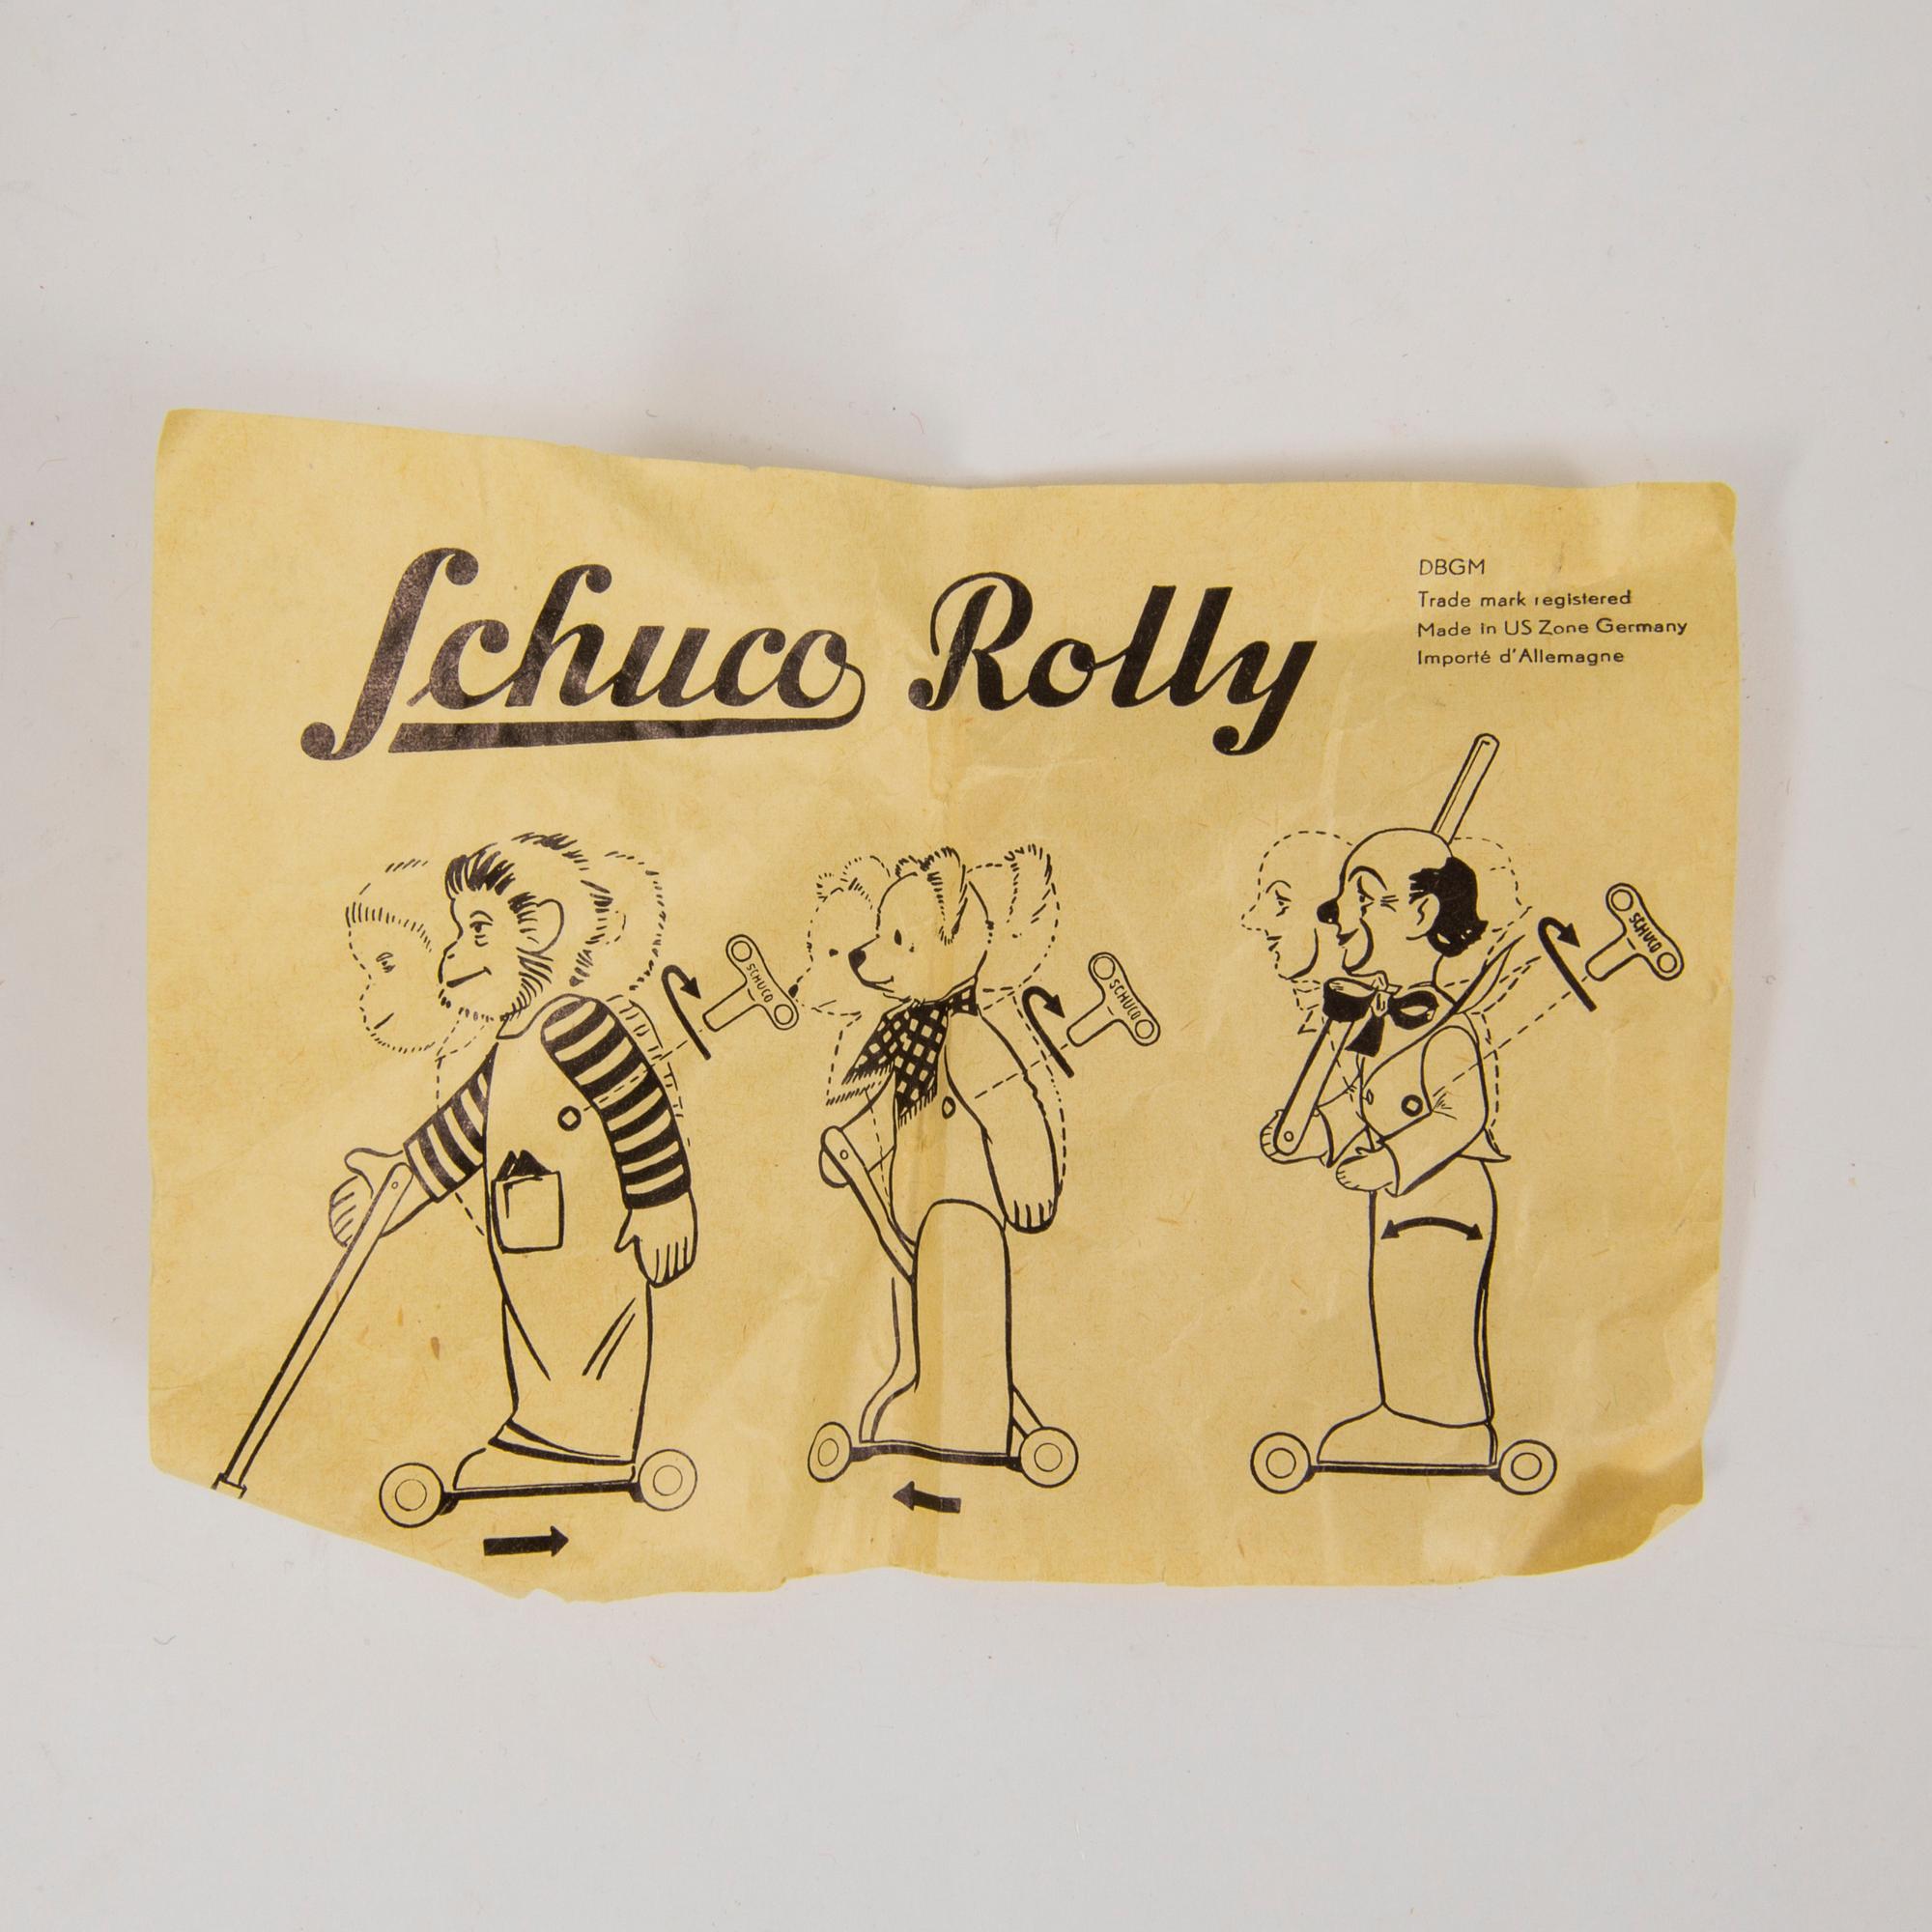 Schuco Rolly
DBGM
Trade mark registered
Made in US Zone Germany
Importé d'Allemagne
SCHUCO
SCHUCO
SCHUCO